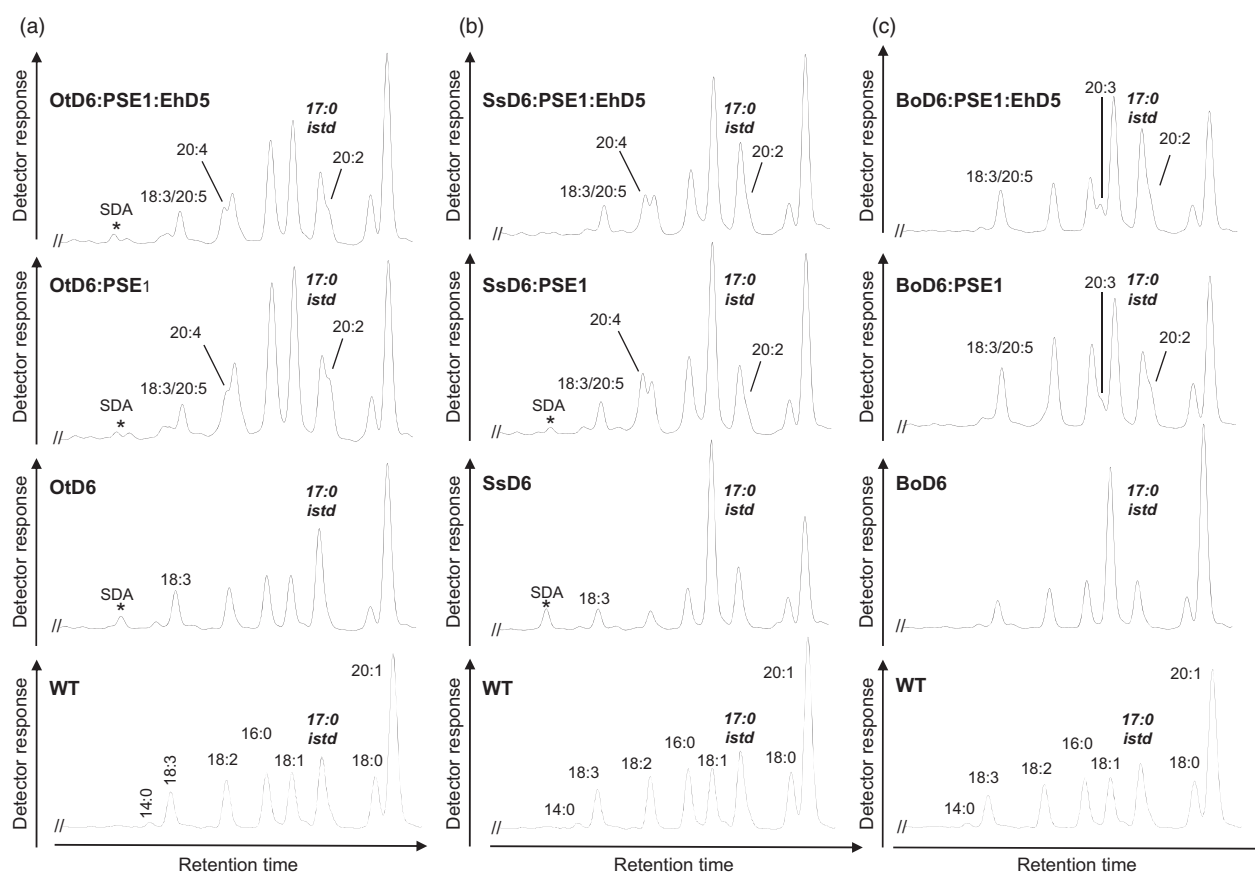 (a)
Detector response
OtD6:PSE1:EhD5
17:0
istd
20:4
20:2
18:3/20:5
SDA
*
//
Detector response
OtD6:PSE1
17:0
istd
20:4
20:2
18:3/20:5
SDA
*
//
Detector response
OtD6
17:0
istd
18:3
SDA
*
//
Detector response
WT
20:1
17:0
istd
16:0
18:3
18:2
18:1
18:0
14:0
//
Retention time
(b)
Detector response
SsD6:PSE1:EhD5
17:0
istd
20:4
20:2
18:3/20:5
*
//
Detector response
SsD6:PSE1
17:0
istd
20:4
20:2
18:3/20:5
SDA
*
//
Detector response
SsD6
17:0
istd
SDA
*
18:3
//
Detector response
WT
20:1
17:0
istd
16:0
18:3
18:2
18:1
18:0
14:0
//
Retention time
(c)
Detector response
BoD6:PSE1:EhD5
20:3
17:0
istd
20:2
18:3/20:5
//
Detector response
BoD6:PSE1
20:3
17:0
istd
20:2
18:3/20:5
//
Detector response
BoD6
17:0
istd
//
Detector response
WT
20:1
17:0
istd
16:0
18:3
18:2
18:1
18:0
14:0
//
Retention time